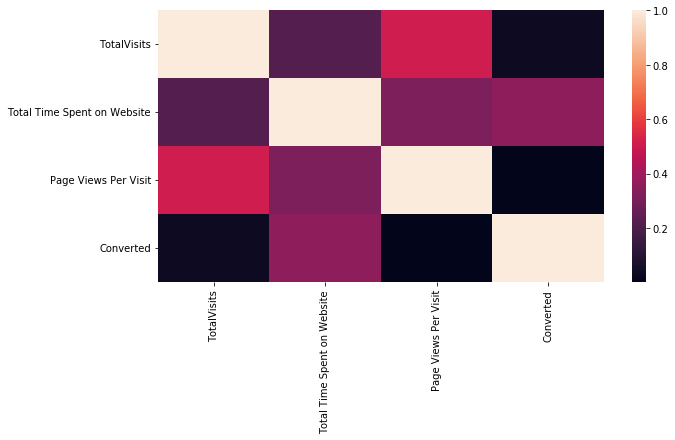 TotalVisits
Total Time Spent on Website
Page Views Per Visit
Converted
TotalVisits
Total Time Spent on Website
Page Views Per Visit
Converted
1.0
0.8
0.6
0.4
0.2